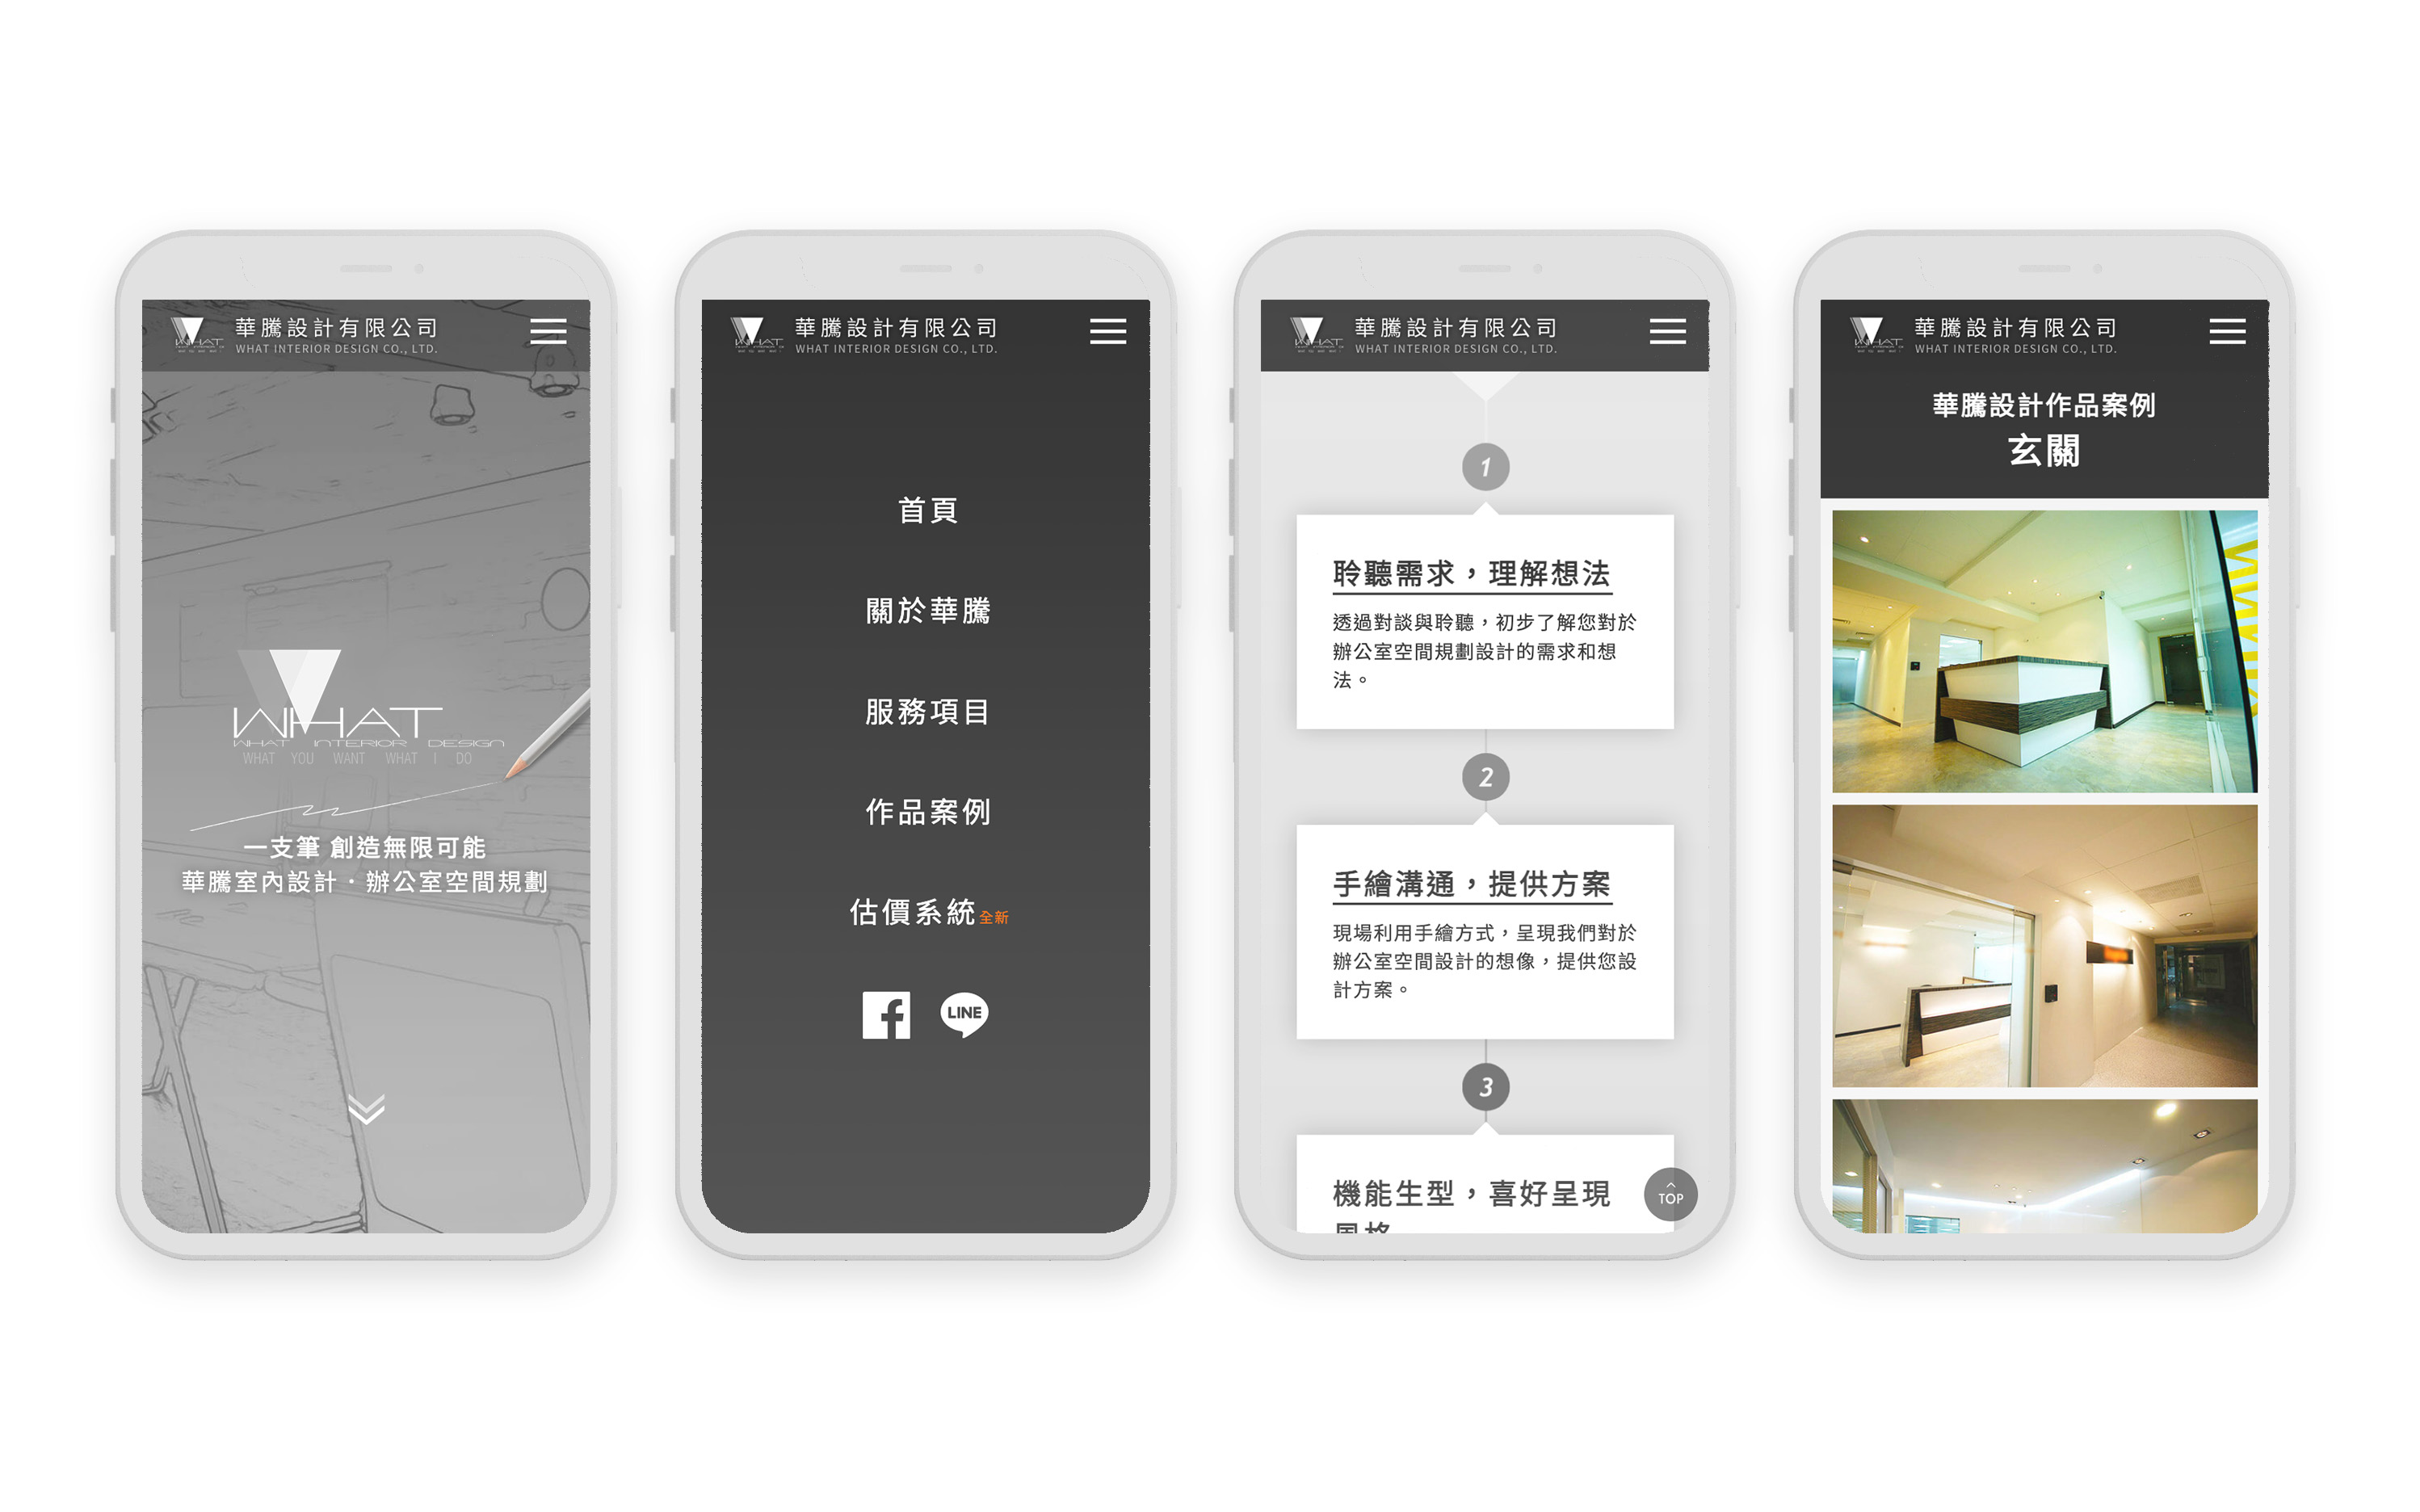 華騰設計有限公司
WHAT INTERIOR DESIGN CO., LTD.
WHAT
WHAT INTERIOR DESIGN
WHAT YOU WANT WHAT I DO
一支筆 創造無限可能
華騰室內設計・辦公室空間規劃
華騰設計有限公司
WHAT INTERIOR DESIGN CO., LTD.
首頁
關於華騰
服務項目
作品案例
估價系統全新
LINE
華騰設計有限公司
WHAT INTERIOR DESIGN CO., LTD.
1
聆聽需求，理解想法
透過對談與聆聽，初步了解您對於
辦公室空間規劃設計的需求和想
法。
2
手繪溝通，提供方案
現場利用手繪方式，呈現我們對於
辦公室空間設計的想像，提供您設
計方案。
3
機能生型，喜好呈現
風格
TOP
華騰設計有限公司
WHAT INTERIOR DESIGN CO., LTD.
華騰設計作品案例
玄關